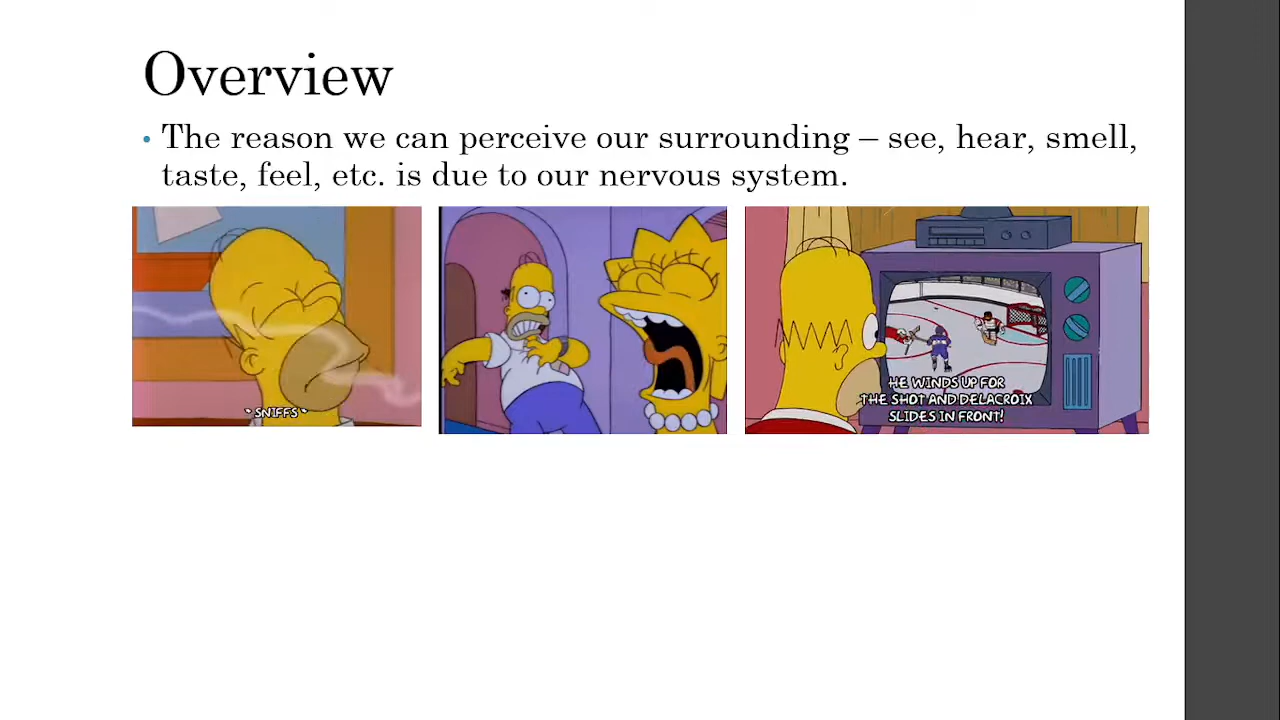 Overview
• The reason we can perceive our surrounding – see, hear, smell,
taste, feel, etc. is due to our nervous system.
* SNIFFS *
HE WINDS UP FOR
THE SHOT AND DELACROIX
SLIDES IN FRONT!